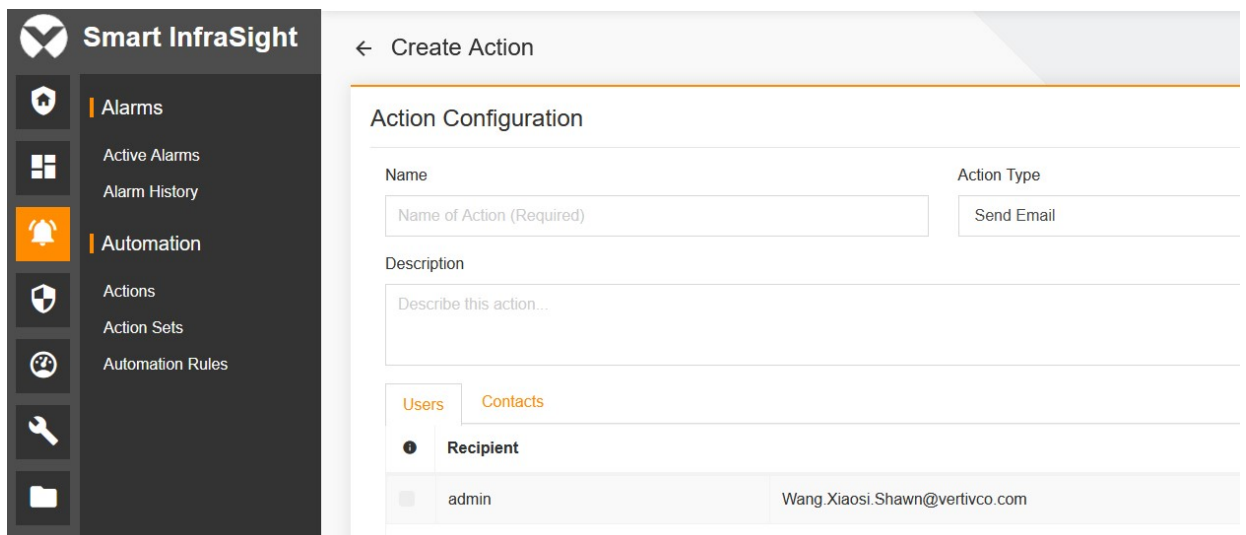 Smart InfraSight
Alarms
Active Alarms
Alarm History
Automation
Actions
Action Sets
Automation Rules
← Create Action
Action Configuration
Name
Action Type
Name of Action (Required)
Send Email
Description
Describe this action...
Users Contacts
Recipient
admin Wang.Xiaosi.Shawn@vertivco.com